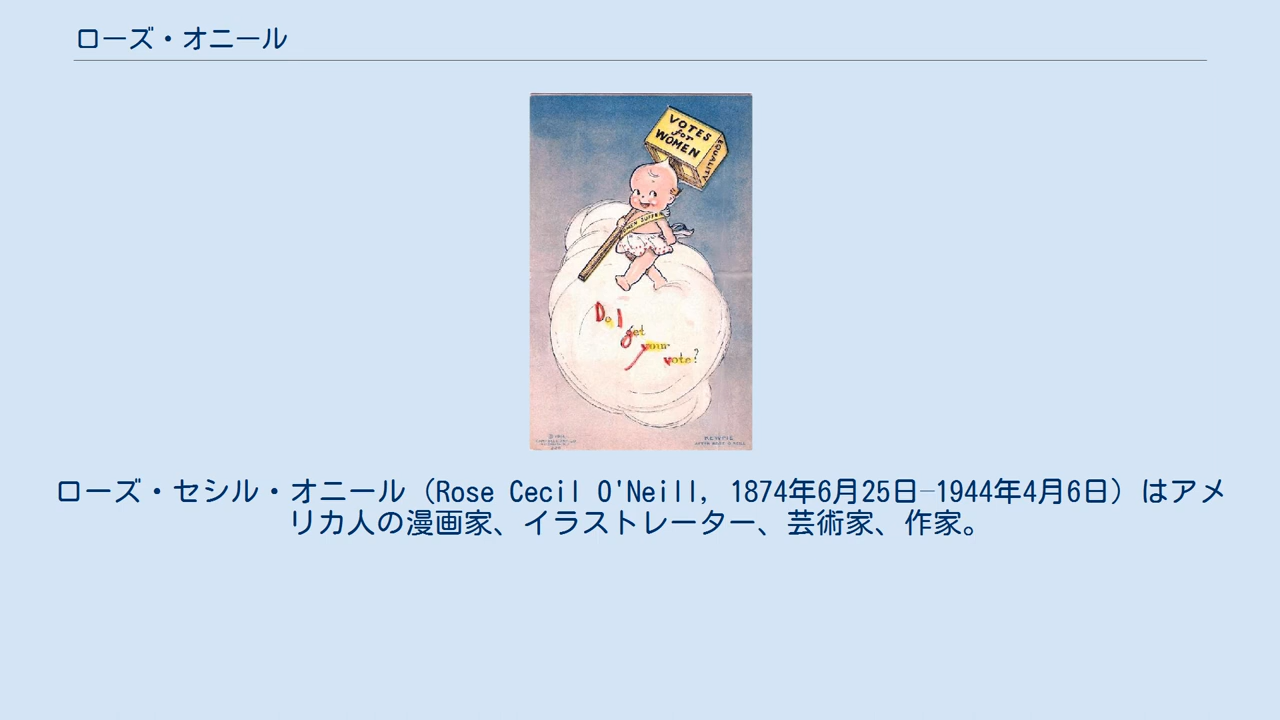 ローズ・オニール
VOTES
for
WOMEN
EQUALITY
Do I
get
your
vote?
KEWPIE
ローズ・セシル・オニール（Rose Cecil O'Neill, 1874年6月25日–1944年4月6日）はアメ
リカ人の漫画家、イラストレーター、芸術家、作家。